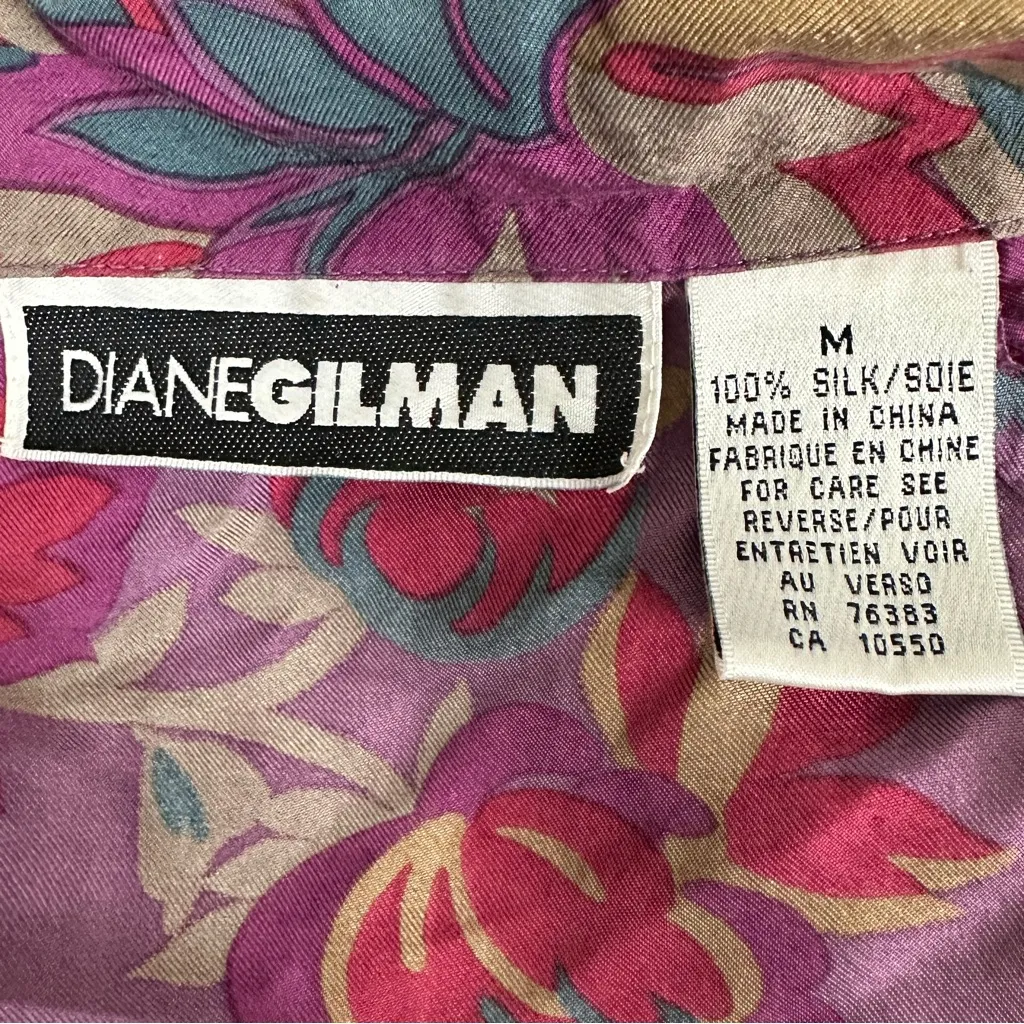 DIANEGILMAN
M
100% SILK/SOIE
MADE IN CHINA
FABRIQUE EN CHINE
FOR CARE SEE
REVERSE/POUR
ENTRETIEN VOIR
AU VERSO
RN 76383
CA 10550